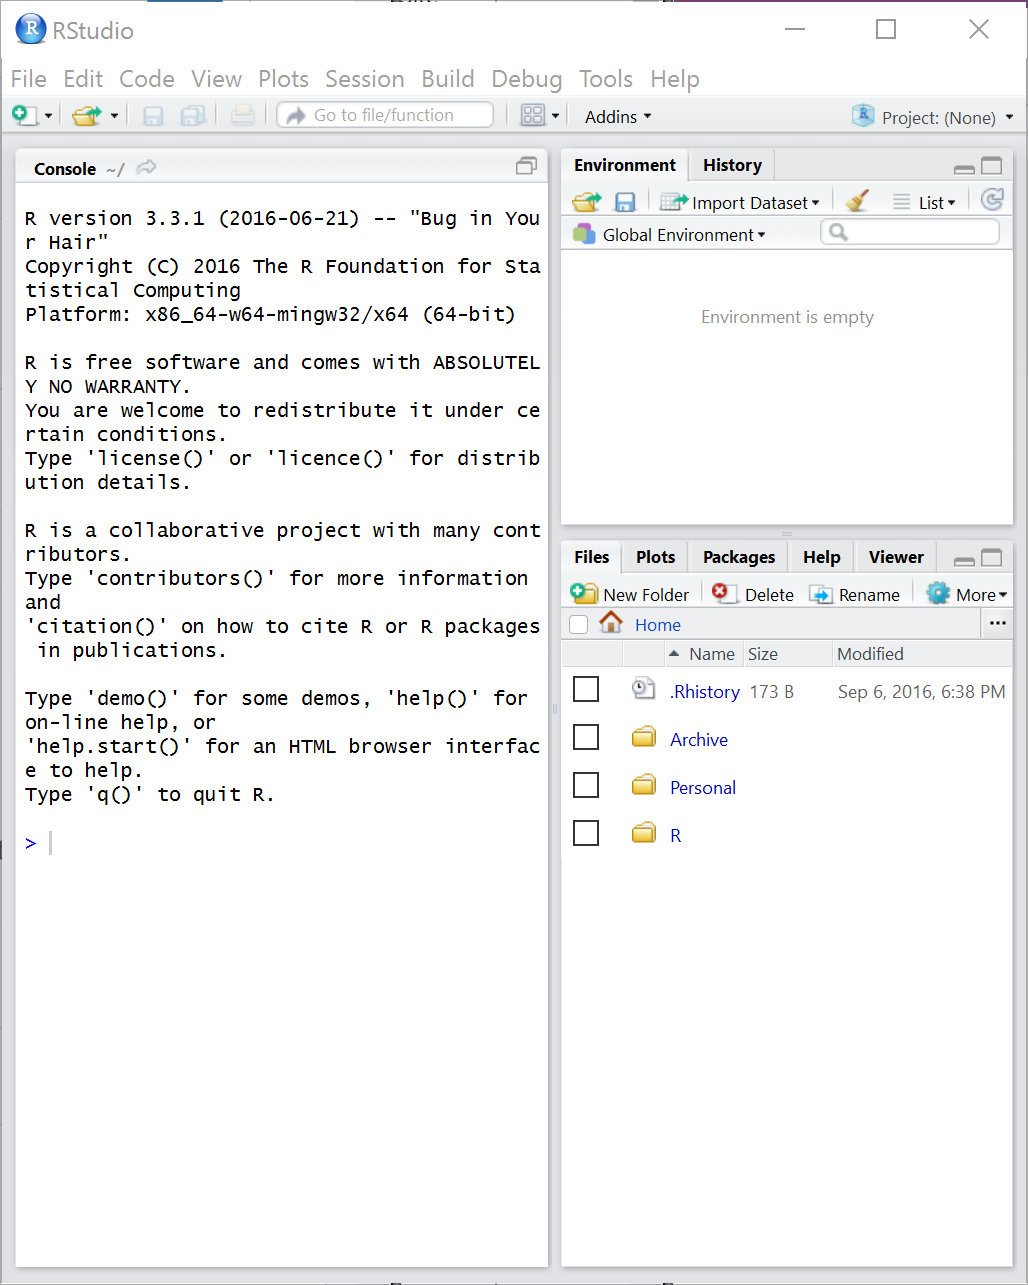 RStudio
File Edit Code View Plots Session Build Debug Tools Help
Go to file/function
Addins
Project: (None)
Console ~/
R version 3.3.1 (2016-06-21) -- "Bug in You
r Hair"
Copyright (C) 2016 The R Foundation for Sta
tistical Computing
Platform: x86_64-w64-mingw32/x64 (64-bit)
R is free software and comes with ABSOLUTEL
Y NO WARRANTY.
You are welcome to redistribute it under ce
rtain conditions.
Type 'license()' or 'licence()' for distrib
ution details.
R is a collaborative project with many cont
ributors.
Type 'contributors()' for more information
and
'citation()' on how to cite R or R packages
 in publications.
Type 'demo()' for some demos, 'help()' for
on-line help, or
'help.start()' for an HTML browser interfac
e to help.
Type 'q()' to quit R.
>
Environment History
Import Dataset List
Global Environment
Environment is empty
Files Plots Packages Help Viewer
New Folder Delete Rename More
Home ...
Name Size Modified
.Rhistory 173 B Sep 6, 2016, 6:38 PM
Archive
Personal
R